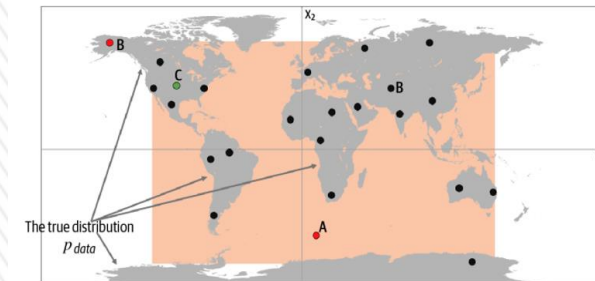 X₂
B
C
B
The true distribution
p data
A